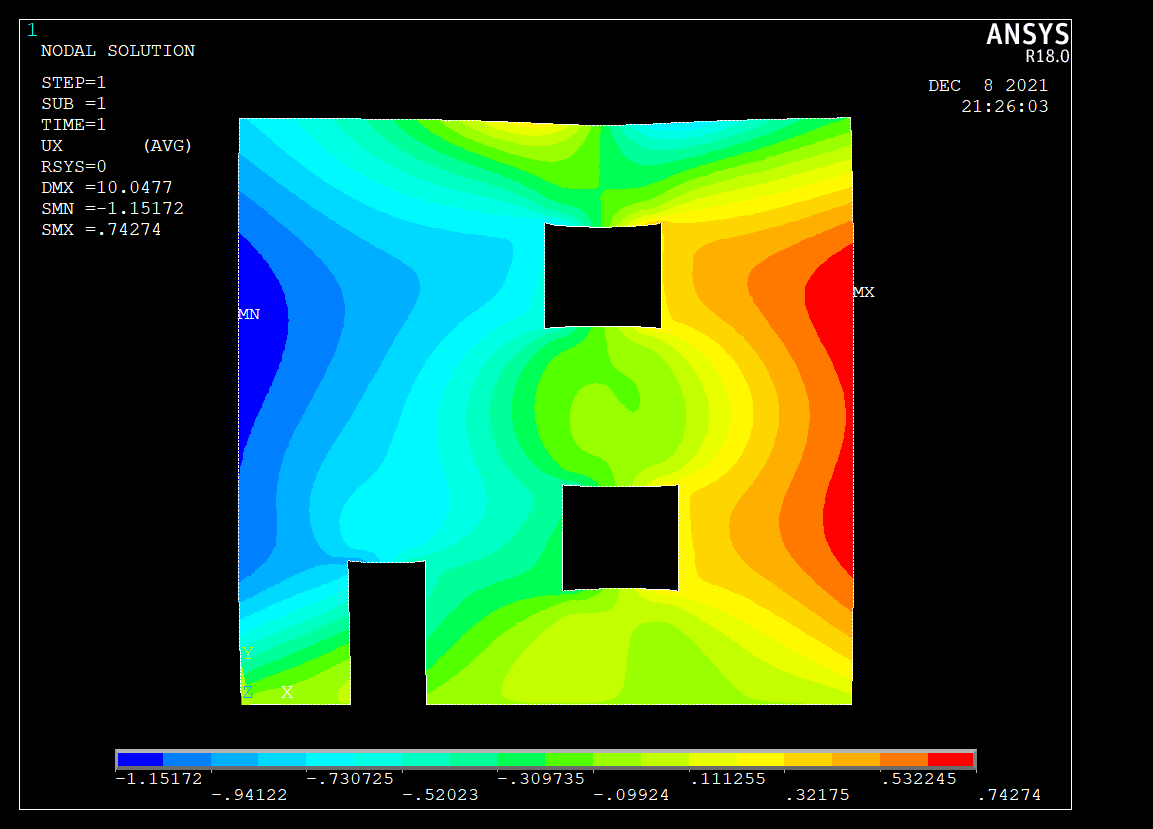 1
ANSYS
R18.0
NODAL SOLUTION
STEP=1
SUB =1
TIME=1
UX (AVG)
RSYS=0
DMX =10.0477
SMN =-1.15172
SMX =.74274
DEC 8 2021
21:26:03
MX
MN
Y
Z X
-1.15172 -.730725 -.309735 .111255 .532245
-.94122 -.52023 -.09924 .32175 .74274